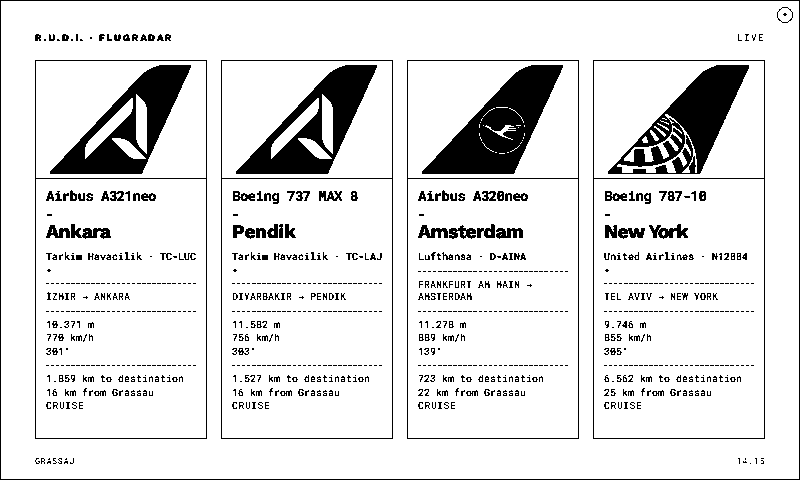 R.U.D.I. · FLUGRADAR
LIVE
Airbus A321neo
–
Ankara
Tarkim Havacilik · TC-LUC
•
IZMIR → ANKARA
10.371 m
770 km/h
301°
1.859 km to destination
16 km from Grassau
CRUISE
Boeing 737 MAX 8
–
Pendik
Tarkim Havacilik · TC-LAJ
•
DIYARBAKIR → PENDIK
11.582 m
756 km/h
303°
1.527 km to destination
16 km from Grassau
CRUISE
Airbus A320neo
–
Amsterdam
Lufthansa · D-AINA
FRANKFURT AM MAIN →
AMSTERDAM
11.278 m
889 km/h
139°
723 km to destination
22 km from Grassau
CRUISE
Boeing 787-10
–
New York
United Airlines · N12004
•
TEL AVIV → NEW YORK
9.746 m
855 km/h
305°
6.562 km to destination
25 km from Grassau
CRUISE
GRASSAU
14.15